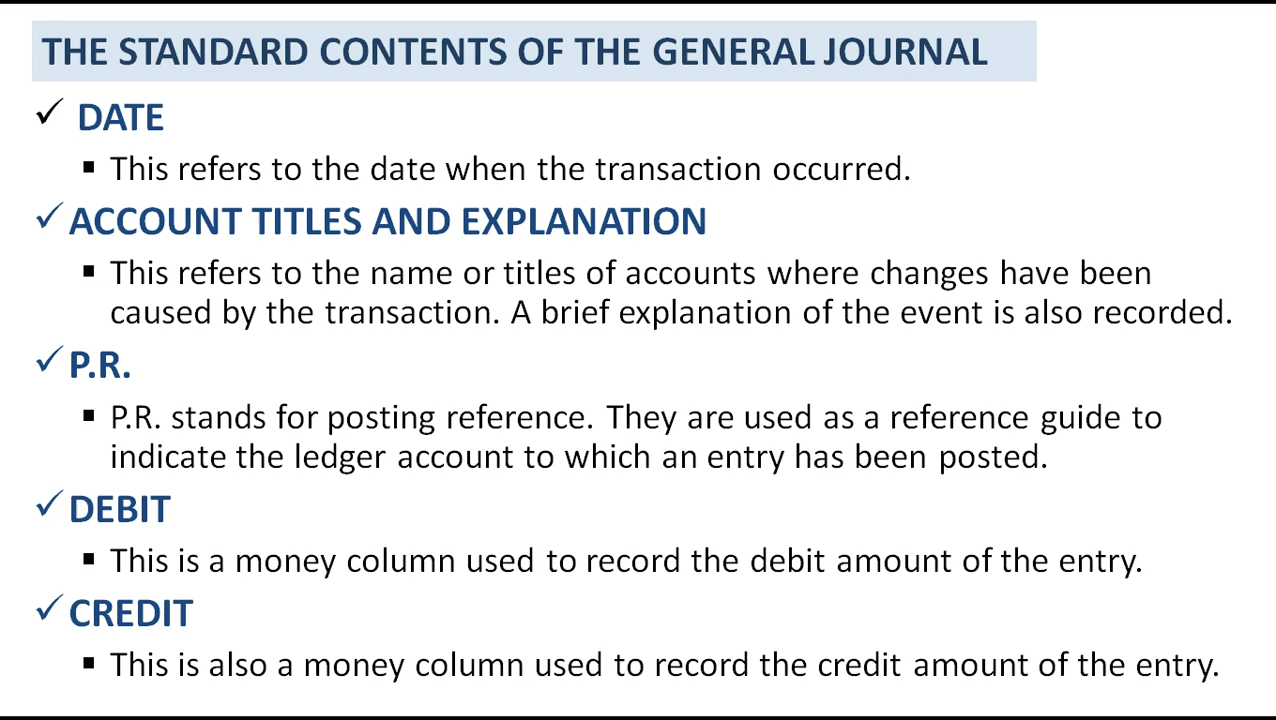 THE STANDARD CONTENTS OF THE GENERAL JOURNAL
✓ DATE
▪ This refers to the date when the transaction occurred.
✓ ACCOUNT TITLES AND EXPLANATION
▪ This refers to the name or titles of accounts where changes have been
caused by the transaction. A brief explanation of the event is also recorded.
✓ P.R.
▪ P.R. stands for posting reference. They are used as a reference guide to
indicate the ledger account to which an entry has been posted.
✓ DEBIT
▪ This is a money column used to record the debit amount of the entry.
✓ CREDIT
▪ This is also a money column used to record the credit amount of the entry.